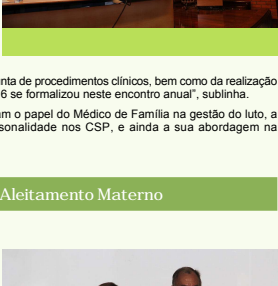 nta de procedimentos clínicos, bem como da realização
6 se formalizou neste encontro anual”, sublinha.
m o papel do Médico de Família na gestão do luto, a
sonalidade nos CSP, e ainda a sua abordagem na
Aleitamento Materno